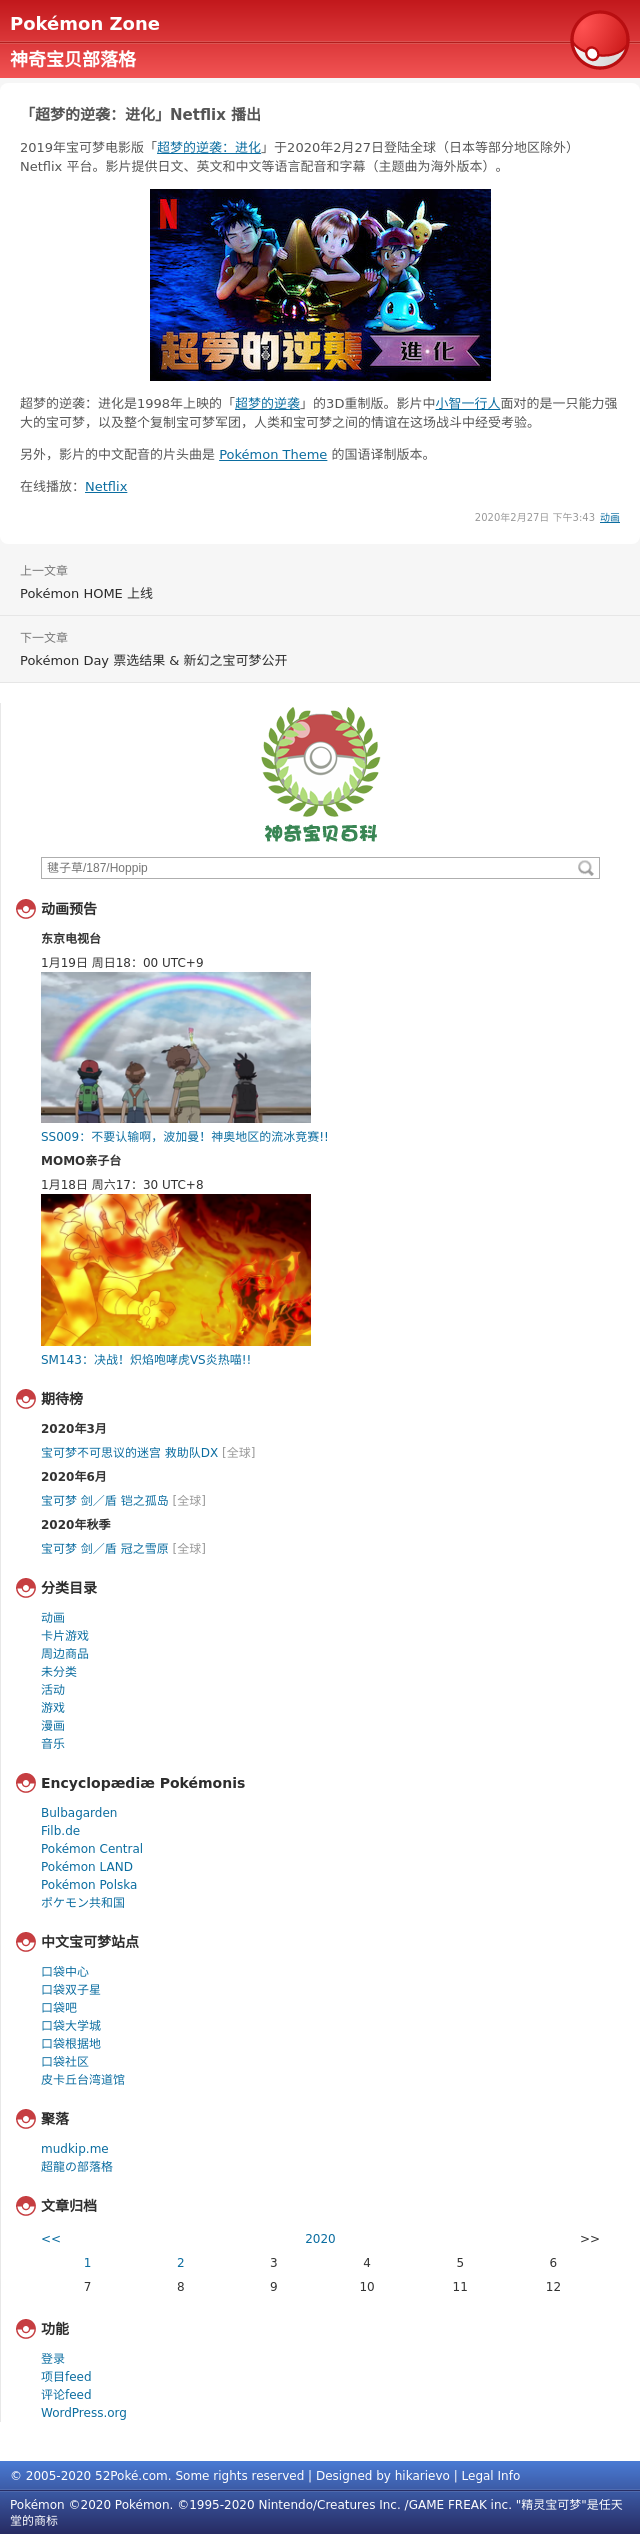 Pokémon Zone
神奇宝贝部落格
「超梦的逆袭：进化」Netflix 播出
2019年宝可梦电影版「超梦的逆袭：进化」于2020年2月27日登陆全球（日本等部分地区除外）
Netflix 平台。影片提供日文、英文和中文等语言配音和字幕（主题曲为海外版本）。
N
超夢的逆襲 進化
超梦的逆袭：进化是1998年上映的「超梦的逆袭」的3D重制版。影片中小智一行人面对的是一只能力强
大的宝可梦，以及整个复制宝可梦军团，人类和宝可梦之间的情谊在这场战斗中经受考验。
另外，影片的中文配音的片头曲是 Pokémon Theme 的国语译制版本。
在线播放：Netflix
2020年2月27日 下午3:43 动画
上一文章
Pokémon HOME 上线
下一文章
Pokémon Day 票选结果 & 新幻之宝可梦公开
神奇宝贝百科
毽子草/187/Hoppip
动画预告
东京电视台
1月19日 周日18：00 UTC+9
SS009：不要认输啊，波加曼！神奥地区的流冰竞赛!!
MOMO亲子台
1月18日 周六17：30 UTC+8
SM143：决战！炽焰咆哮虎VS炎热喵!!
期待榜
2020年3月
宝可梦不可思议的迷宫 救助队DX [全球]
2020年6月
宝可梦 剑／盾 铠之孤岛 [全球]
2020年秋季
宝可梦 剑／盾 冠之雪原 [全球]
分类目录
动画
卡片游戏
周边商品
未分类
活动
游戏
漫画
音乐
Encyclopædiæ Pokémonis
Bulbagarden
Filb.de
Pokémon Central
Pokémon LAND
Pokémon Polska
ポケモン共和国
中文宝可梦站点
口袋中心
口袋双子星
口袋吧
口袋大学城
口袋根据地
口袋社区
皮卡丘台湾道馆
聚落
mudkip.me
超龍の部落格
文章归档
<< 2020 >>
1 2 3 4 5 6
7 8 9 10 11 12
功能
登录
项目feed
评论feed
WordPress.org
© 2005-2020 52Poké.com. Some rights reserved | Designed by hikarievo | Legal Info
Pokémon ©2020 Pokémon. ©1995-2020 Nintendo/Creatures Inc. /GAME FREAK inc. "精灵宝可梦"是任天
堂的商标